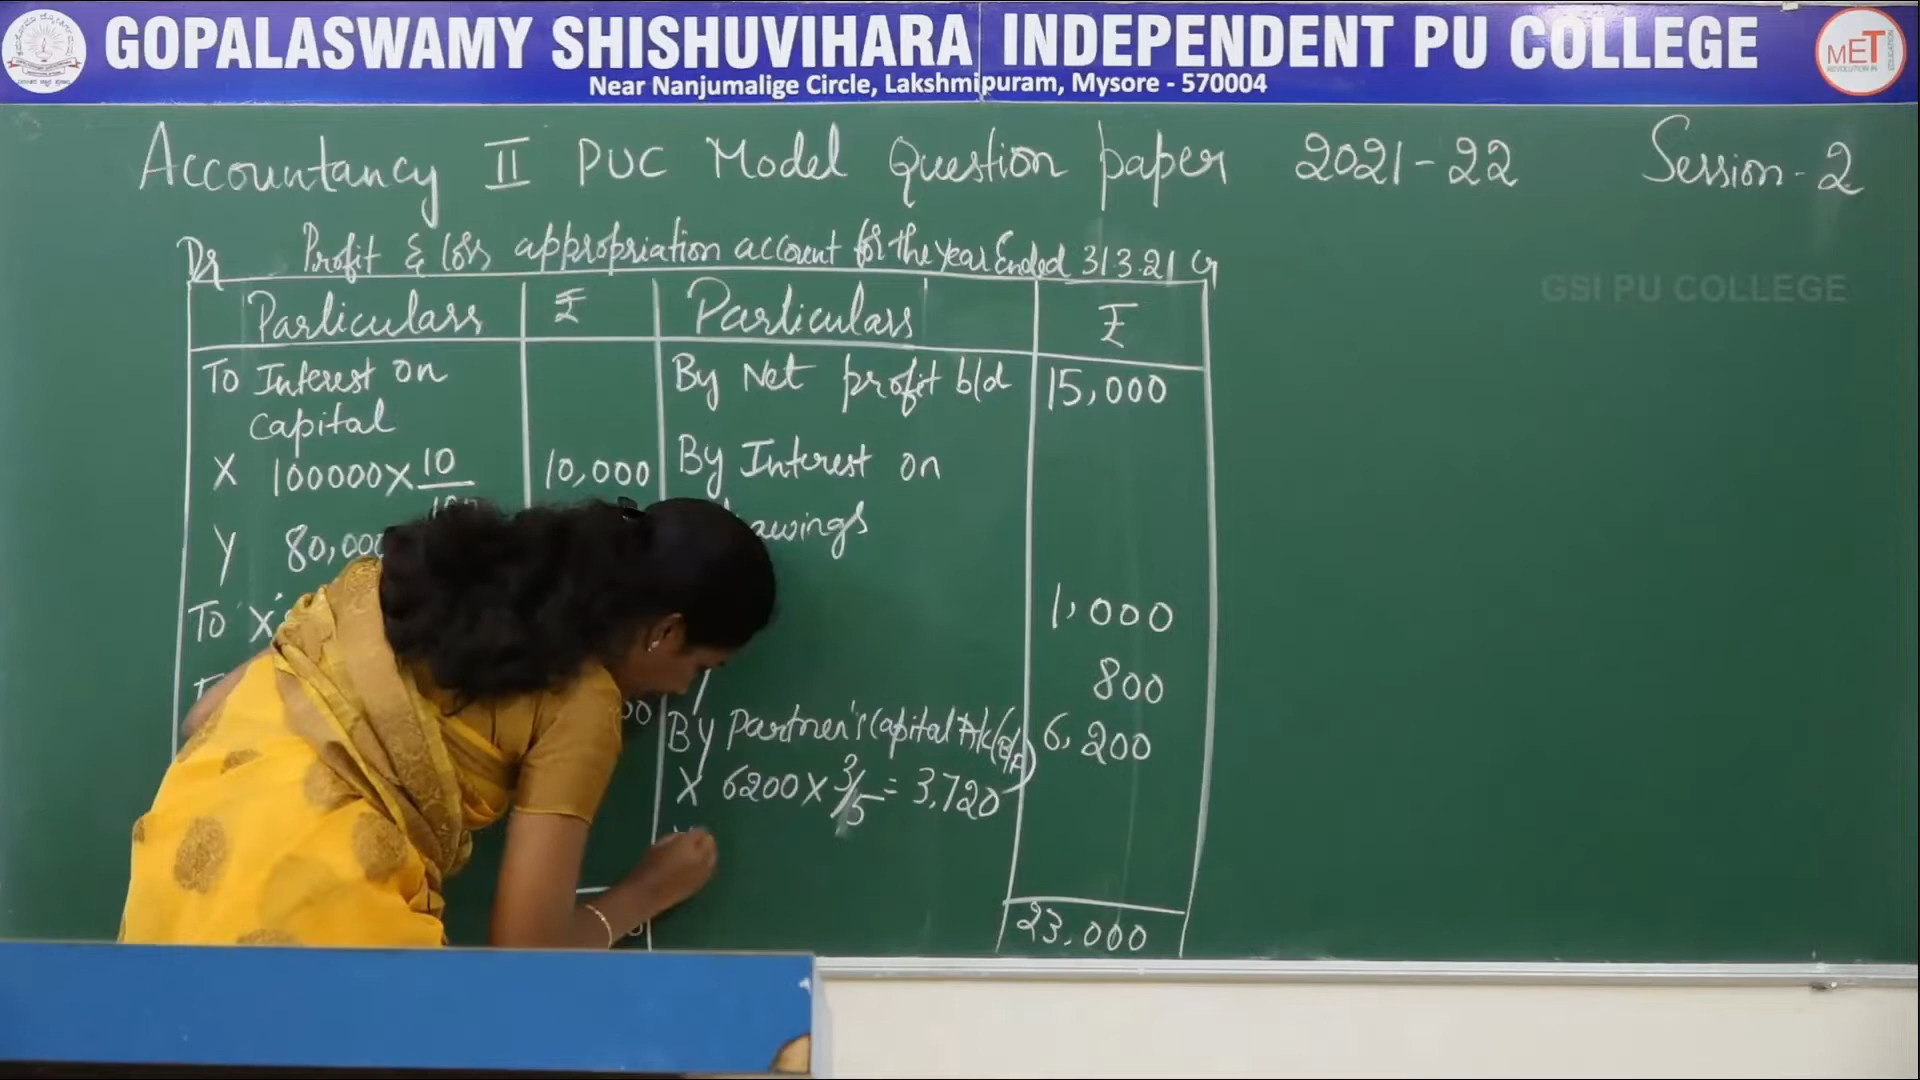 GOPALASWAMY SHISHUVIHARA INDEPENDENT PU COLLEGE
Near Nanjumalige Circle, Lakshmipuram, Mysore - 570004
MET
Accountancy II PUC Model Question paper 2021-22 Session-2
Dr Profit & loss appropriation account for the year Ended 31.3.21 Cr
Particulars ₹ Particulars ₹
To Interest on By Net profit b/d 15,000
capital
X 100000 X 10 10,000 By Interest on
Y 80,000
To X 1,000
800
By Partner's Capital A/c 6,200
X 6200 X 3/5 = 3,720
23,000
GSI PU COLLEGE